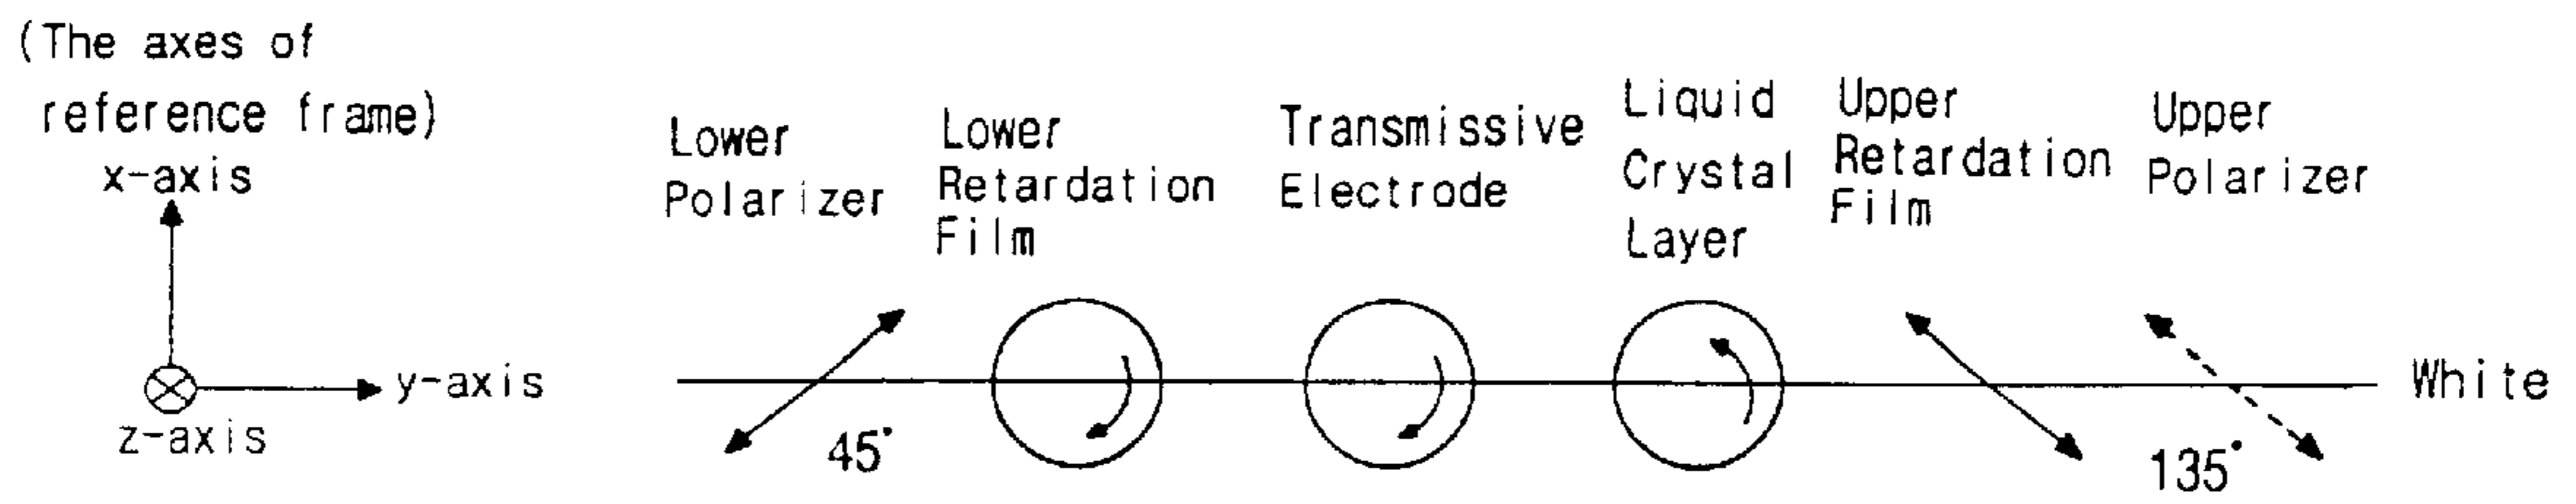 (The axes of
reference frame)
x-axis
y-axis
z-axis
Lower
Polarizer
Lower
Retardation
Film
Transmissive
Electrode
Liquid
Crystal
Layer
Upper
Retardation
Film
Upper
Polarizer
45°
135°
White